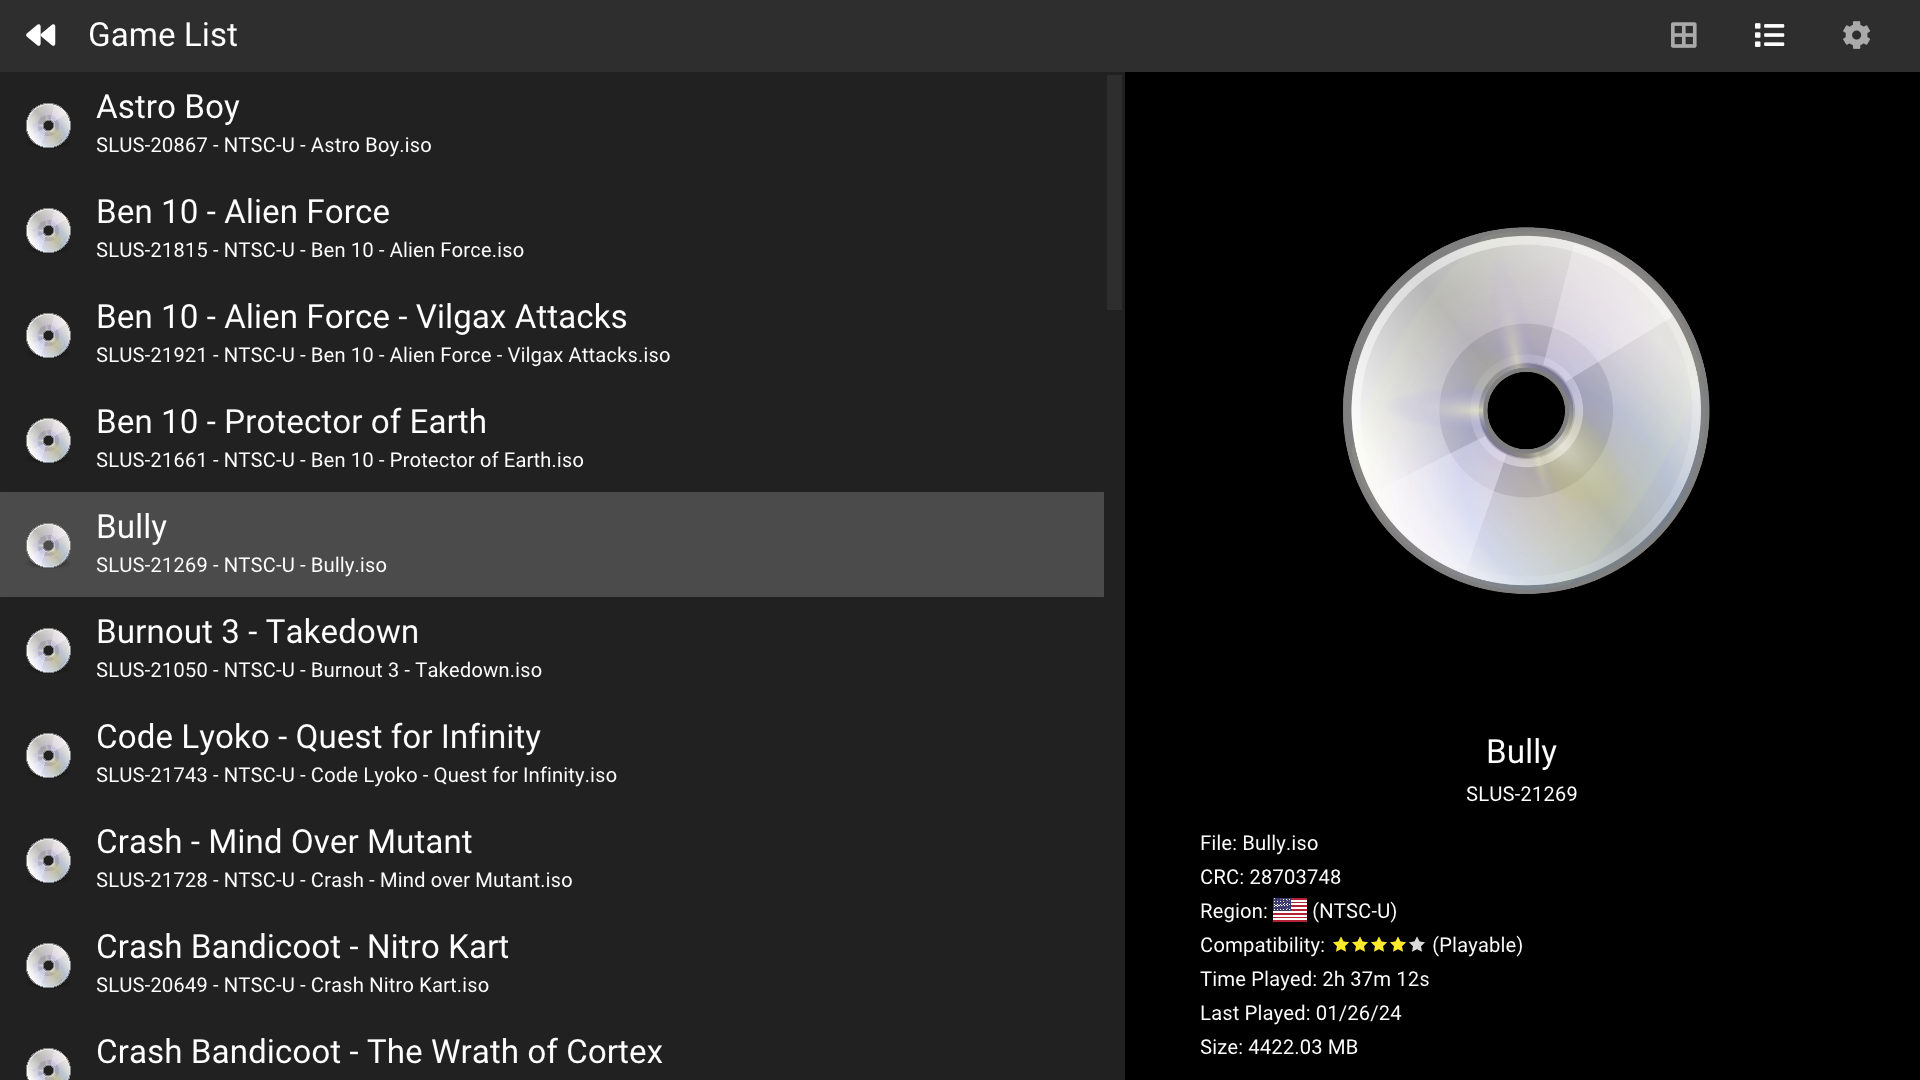 Game List
Astro Boy
SLUS-20867 - NTSC-U - Astro Boy.iso
Ben 10 - Alien Force
SLUS-21815 - NTSC-U - Ben 10 - Alien Force.iso
Ben 10 - Alien Force - Vilgax Attacks
SLUS-21921 - NTSC-U - Ben 10 - Alien Force - Vilgax Attacks.iso
Ben 10 - Protector of Earth
SLUS-21661 - NTSC-U - Ben 10 - Protector of Earth.iso
Bully
SLUS-21269 - NTSC-U - Bully.iso
Burnout 3 - Takedown
SLUS-21050 - NTSC-U - Burnout 3 - Takedown.iso
Code Lyoko - Quest for Infinity
SLUS-21743 - NTSC-U - Code Lyoko - Quest for Infinity.iso
Crash - Mind Over Mutant
SLUS-21728 - NTSC-U - Crash - Mind over Mutant.iso
Crash Bandicoot - Nitro Kart
SLUS-20649 - NTSC-U - Crash Nitro Kart.iso
Crash Bandicoot - The Wrath of Cortex
Bully
SLUS-21269
File: Bully.iso
CRC: 28703748
Region: (NTSC-U)
Compatibility: (Playable)
Time Played: 2h 37m 12s
Last Played: 01/26/24
Size: 4422.03 MB